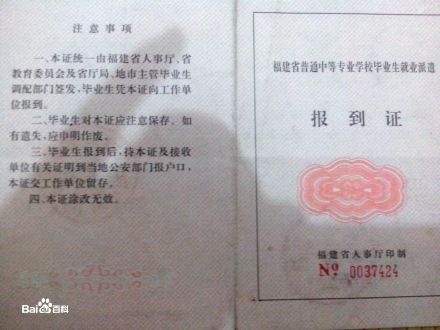 注意事项
一、本证统一由福建省人事厅、省
教育委员会及省厅局、地市主管毕业生
调配部门签发，毕业生凭本证向工作单
位报到。
二、毕业生对本证应注意保存。如
有遗失，应申明作废。
三、毕业生报到后，持本证及接收
单位有关证明到当地公安部门报户口，
本证交工作单位留存。
四、本证涂改无效。
福建省普通中等专业学校毕业生就业派遣
报到证
福建省人事厅印制
№ 0037424
Bai百科